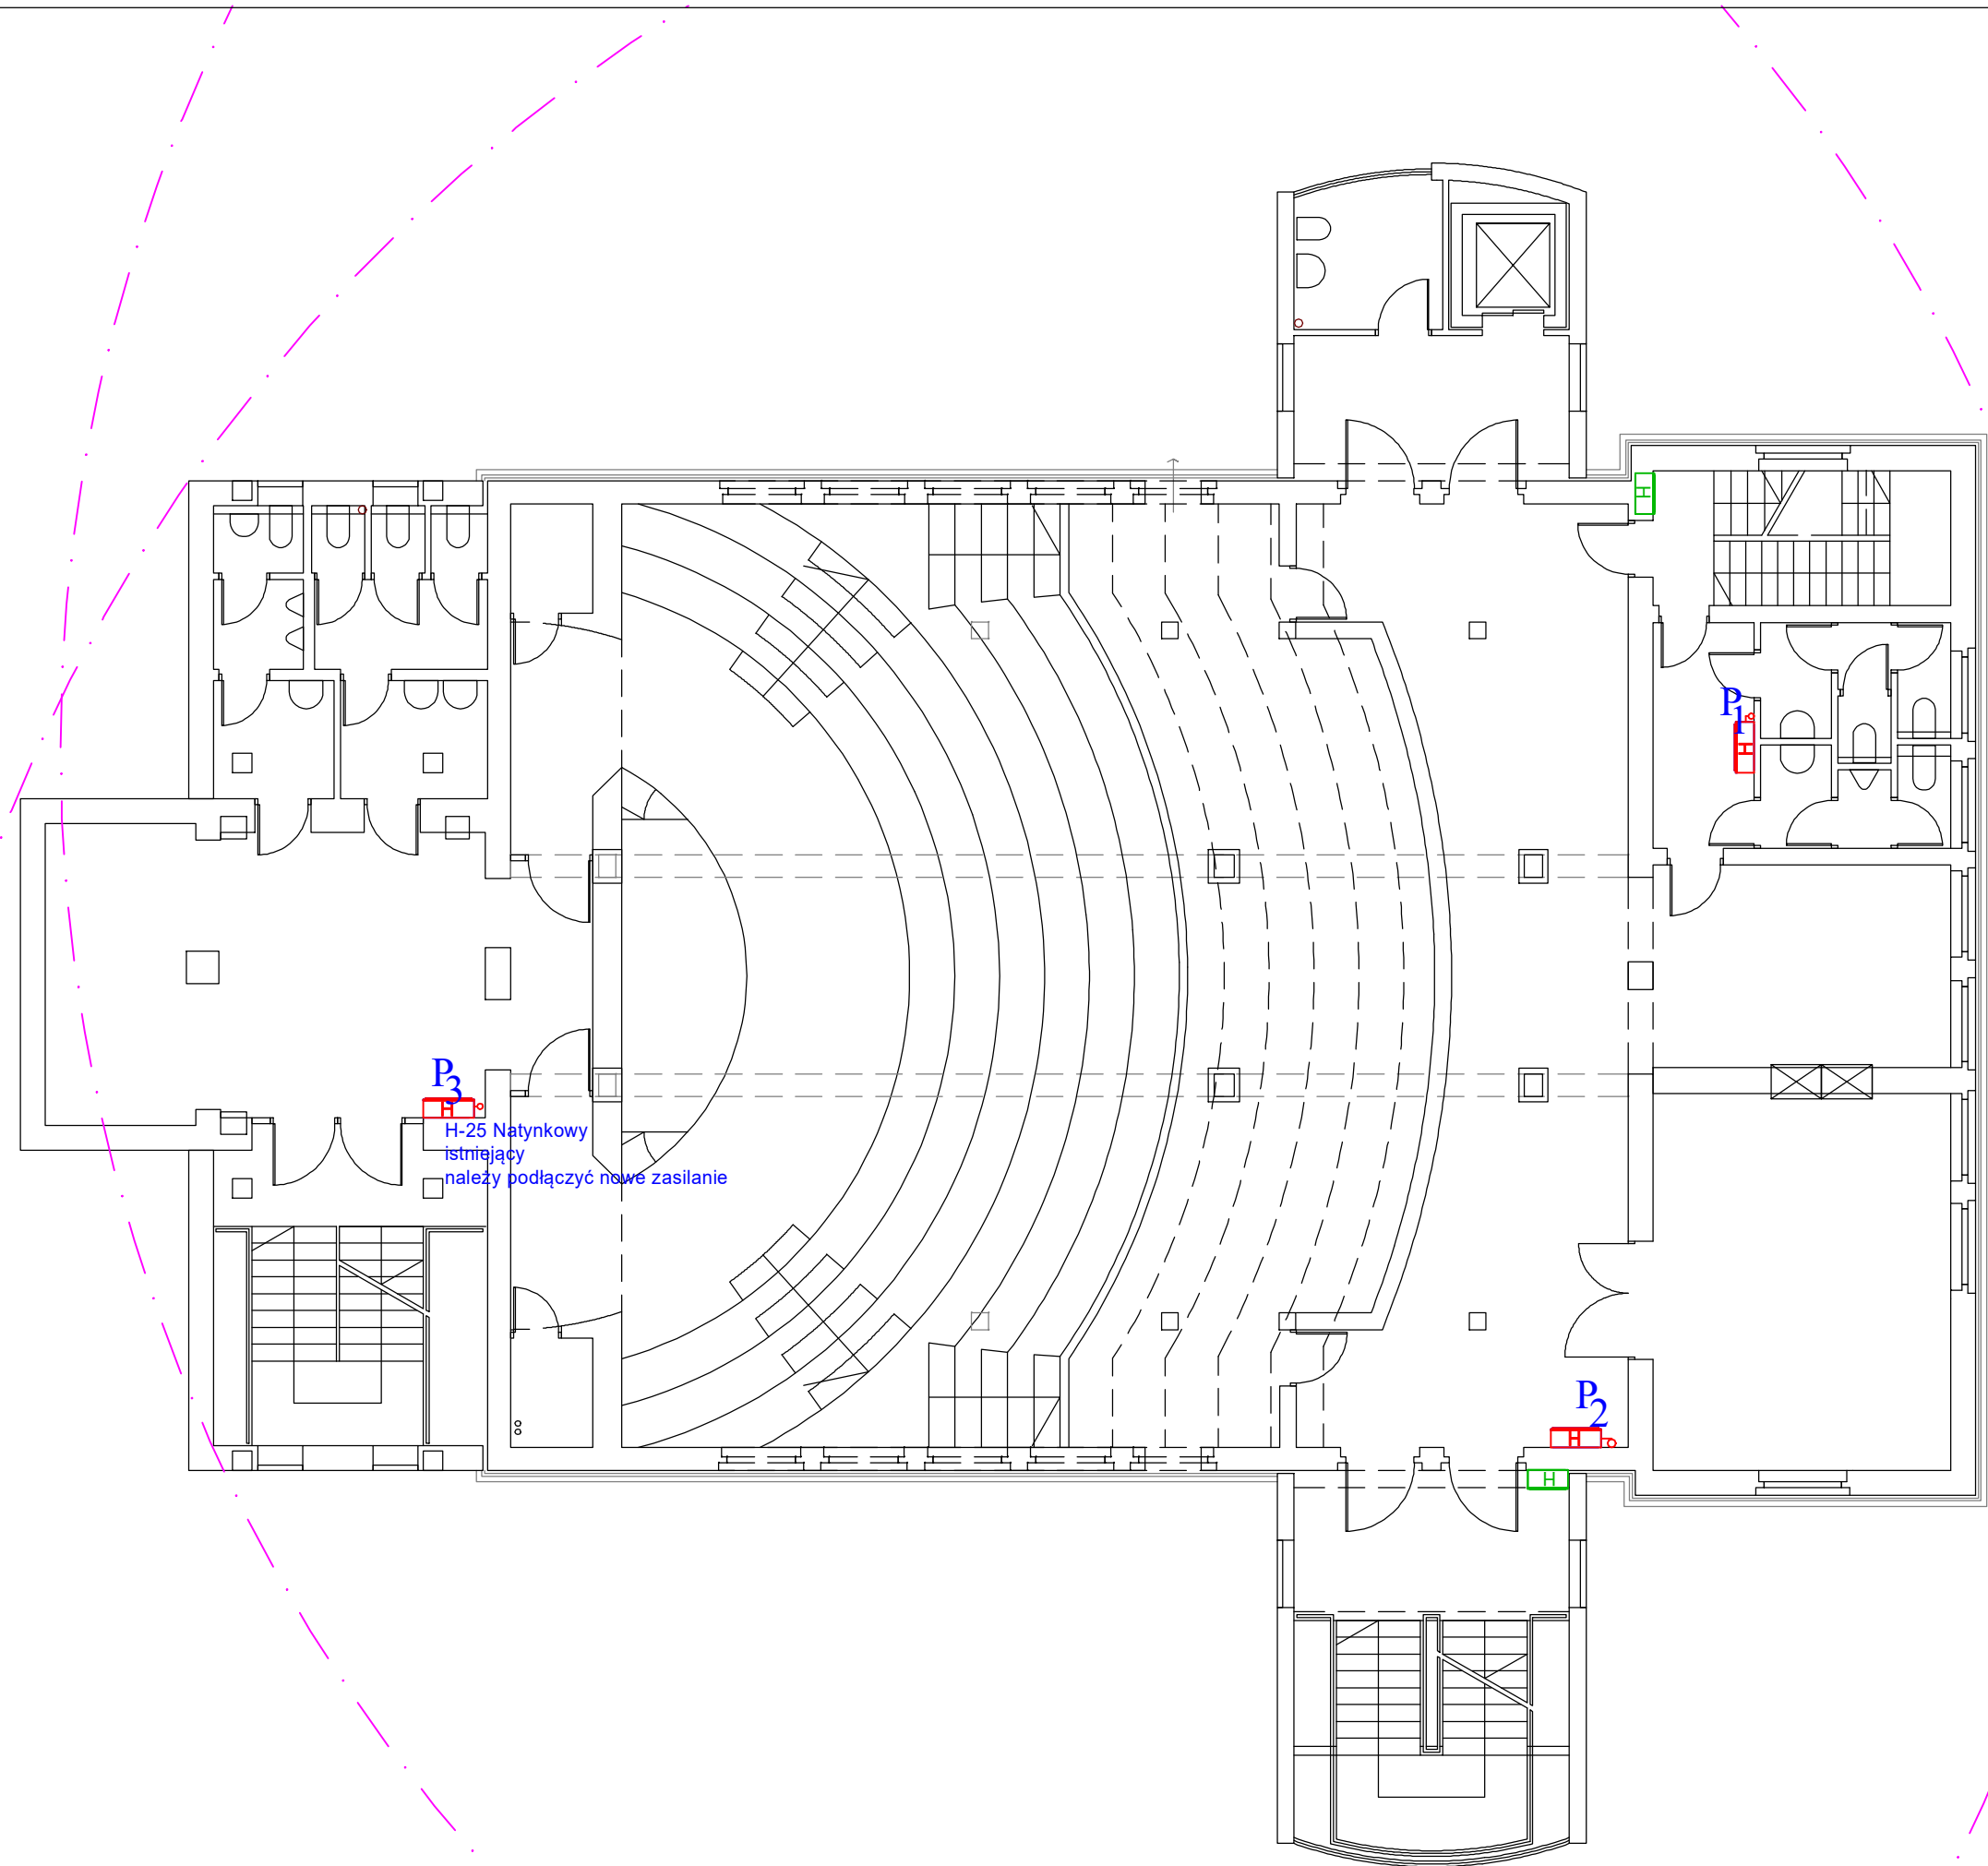 H
P1
H
P3
H
H-25 Natynkowy
istniejący
należy podłączyć nowe zasilanie
P2
H
H